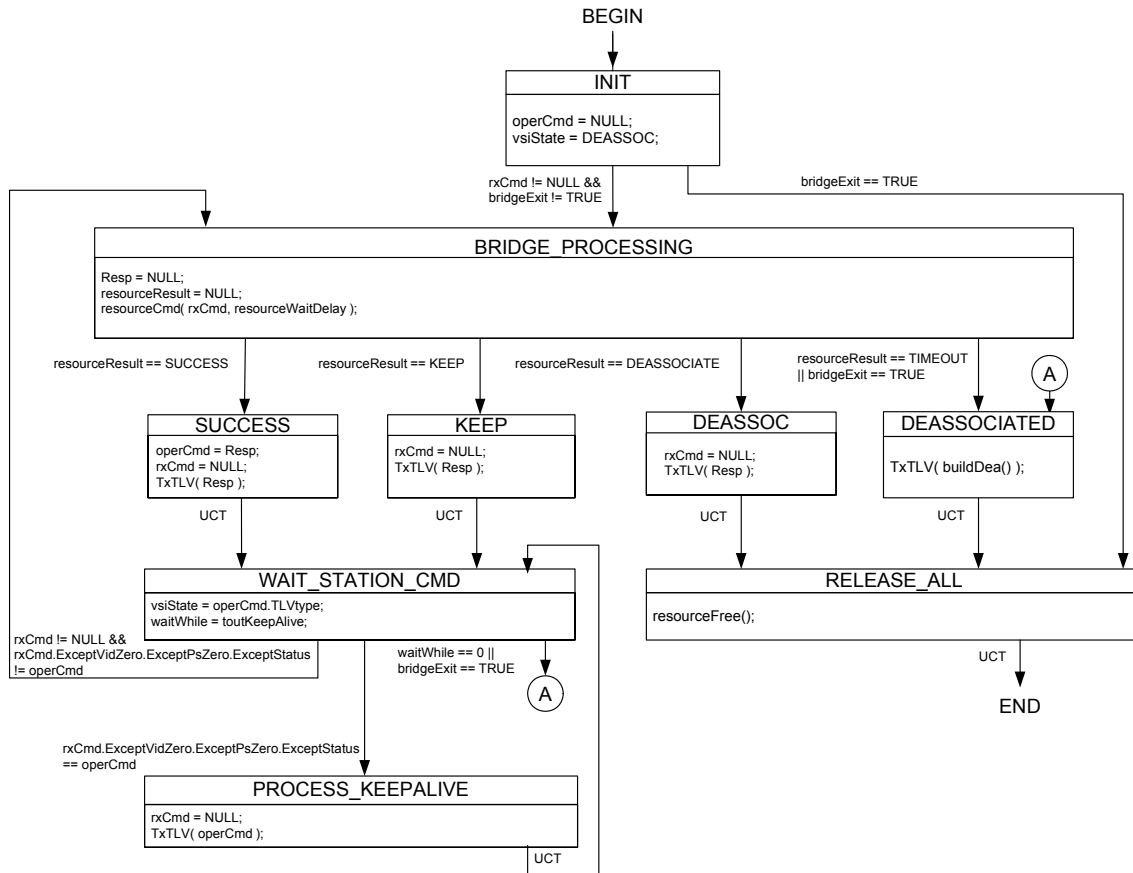 BEGIN
INIT
operCmd = NULL;
vsiState = DEASSOC;
rxCmd != NULL &&
bridgeExit != TRUE
bridgeExit == TRUE
BRIDGE_PROCESSING
Resp = NULL;
resourceResult = NULL;
resourceCmd( rxCmd, resourceWaitDelay );
resourceResult == SUCCESS
resourceResult == KEEP
resourceResult == DEASSOCIATE
resourceResult == TIMEOUT
|| bridgeExit == TRUE
A
SUCCESS
operCmd = Resp;
rxCmd = NULL;
TxTLV( Resp );
KEEP
rxCmd = NULL;
TxTLV( Resp );
DEASSOC
rxCmd = NULL;
TxTLV( Resp );
DEASSOCIATED
TxTLV( buildDea() );
UCT
UCT
UCT
UCT
WAIT_STATION_CMD
vsiState = operCmd.TLVtype;
waitWhile = toutKeepAlive;
RELEASE_ALL
resourceFree();
rxCmd != NULL &&
rxCmd.ExceptVidZero.ExceptPsZero.ExceptStatus
!= operCmd
waitWhile == 0 ||
bridgeExit == TRUE
A
UCT
END
rxCmd.ExceptVidZero.ExceptPsZero.ExceptStatus
== operCmd
PROCESS_KEEPALIVE
rxCmd = NULL;
TxTLV( operCmd );
UCT